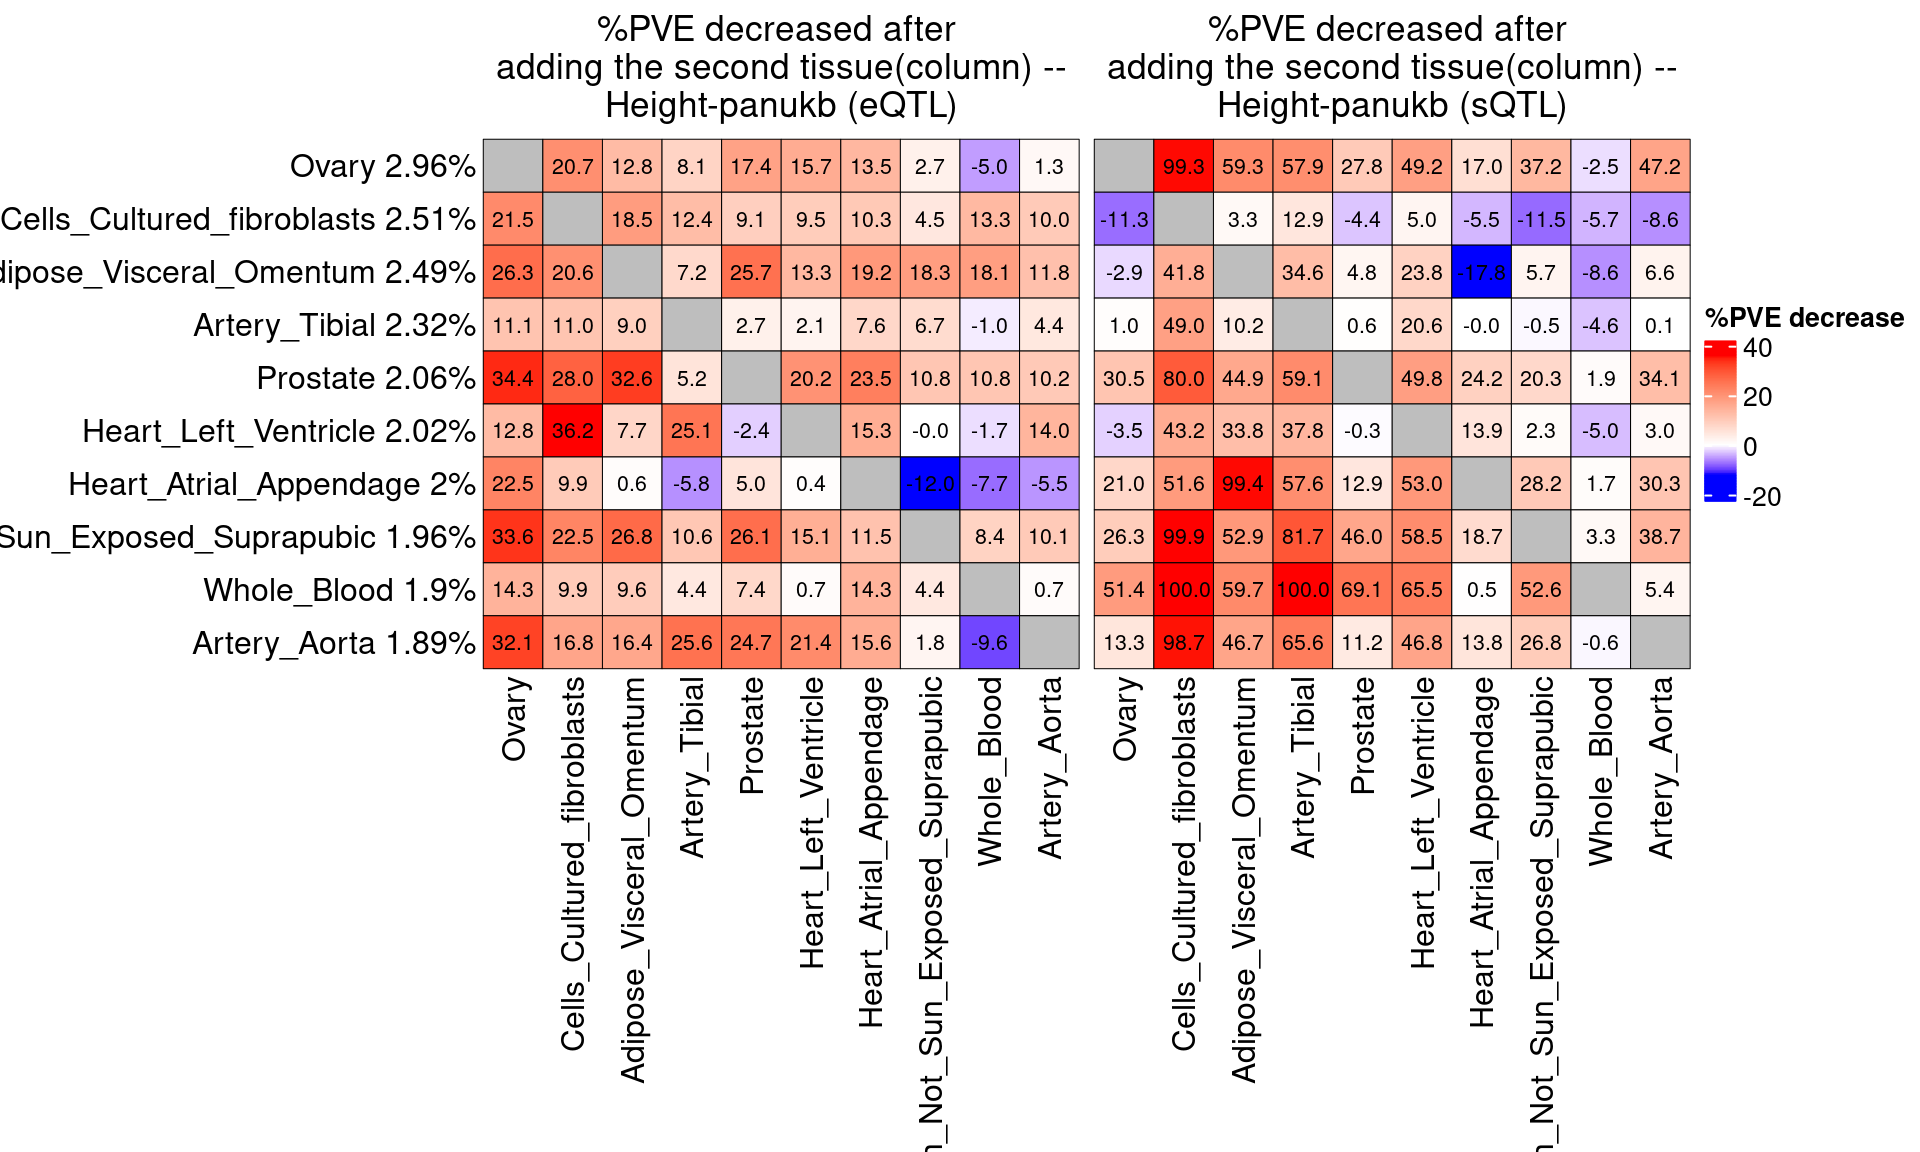 %PVE decreased after
adding the second tissue(column) --
Height-panukb (eQTL)
%PVE decreased after
adding the second tissue(column) --
Height-panukb (sQTL)
Ovary 2.96% 20.7 12.8 8.1 17.4 15.7 13.5 2.7 -5.0 1.3 99.3 59.3 57.9 27.8 49.2 17.0 37.2 -2.5 47.2
Cells_Cultured_fibroblasts 2.51% 21.5 18.5 12.4 9.1 9.5 10.3 4.5 13.3 10.0 -11.3 3.3 12.9 -4.4 5.0 -5.5 -11.5 -5.7 -8.6
dipose_Visceral_Omentum 2.49% 26.3 20.6 7.2 25.7 13.3 19.2 18.3 18.1 11.8 -2.9 41.8 34.6 4.8 23.8 -17.8 5.7 -8.6 6.6
Artery_Tibial 2.32% 11.1 11.0 9.0 2.7 2.1 7.6 6.7 -1.0 4.4 1.0 49.0 10.2 0.6 20.6 -0.0 -0.5 -4.6 0.1
Prostate 2.06% 34.4 28.0 32.6 5.2 20.2 23.5 10.8 10.8 10.2 30.5 80.0 44.9 59.1 49.8 24.2 20.3 1.9 34.1
Heart_Left_Ventricle 2.02% 12.8 36.2 7.7 25.1 -2.4 15.3 -0.0 -1.7 14.0 -3.5 43.2 33.8 37.8 -0.3 13.9 2.3 -5.0 3.0
Heart_Atrial_Appendage 2% 22.5 9.9 0.6 -5.8 5.0 0.4 -12.0 -7.7 -5.5 21.0 51.6 99.4 57.6 12.9 53.0 28.2 1.7 30.3
Sun_Exposed_Suprapubic 1.96% 33.6 22.5 26.8 10.6 26.1 15.1 11.5 8.4 10.1 26.3 99.9 52.9 81.7 46.0 58.5 18.7 3.3 38.7
Whole_Blood 1.9% 14.3 9.9 9.6 4.4 7.4 0.7 14.3 4.4 0.7 51.4 100.0 59.7 100.0 69.1 65.5 0.5 52.6 5.4
Artery_Aorta 1.89% 32.1 16.8 16.4 25.6 24.7 21.4 15.6 1.8 -9.6 13.3 98.7 46.7 65.6 11.2 46.8 13.8 26.8 -0.6
Ovary
Cells_Cultured_fibroblasts
Adipose_Visceral_Omentum
Artery_Tibial
Prostate
Heart_Left_Ventricle
Heart_Atrial_Appendage
n_Not_Sun_Exposed_Suprapubic
Whole_Blood
Artery_Aorta
Ovary
Cells_Cultured_fibroblasts
Adipose_Visceral_Omentum
Artery_Tibial
Prostate
Heart_Left_Ventricle
Heart_Atrial_Appendage
n_Not_Sun_Exposed_Suprapubic
Whole_Blood
Artery_Aorta
%PVE decrease
40
20
0
-20